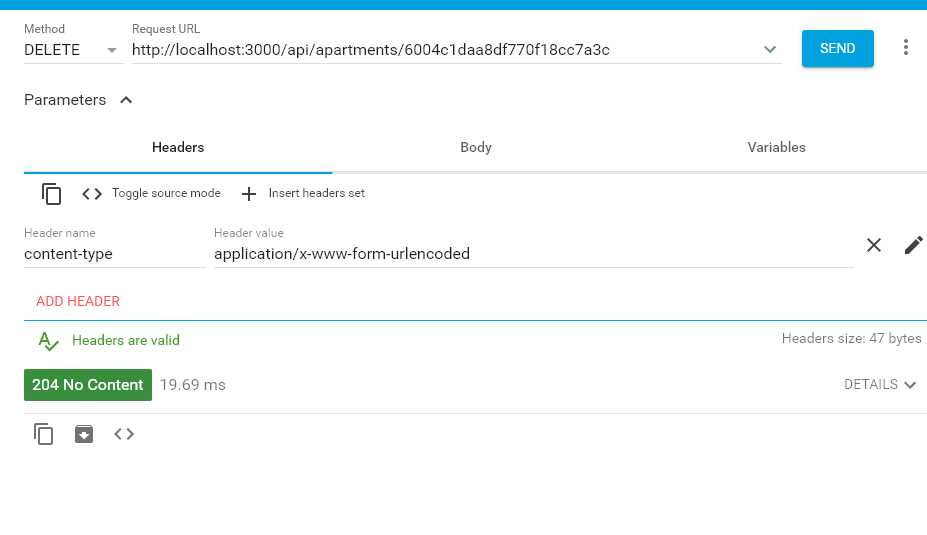 Method Request URL
DELETE http://localhost:3000/api/apartments/6004c1daa8df770f18cc7a3c SEND
Parameters
Headers Body Variables
Toggle source mode Insert headers set
Header name Header value
content-type application/x-www-form-urlencoded
ADD HEADER
Headers are valid Headers size: 47 bytes
204 No Content 19.69 ms DETAILS